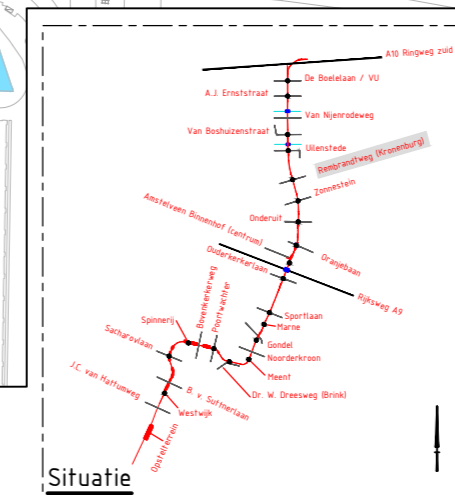 A10 Ringweg zuid
De Boelelaan / VU
A.J. Ernststraat
Van Nijenrodeweg
Van Boshuizenstraat
Uilenstede
Rembrandtweg (Kronenburg)
Zonnestein
Amstelveen Binnenhof (centrum)
Onderuit
Ouderkerkerlaan
Oranjebaan
Rijksweg A9
Sportlaan
Marne
Gondel
Noorderkroon
Meent
Dr. W. Dreesweg (Brink)
Poortwachter
Bovenkerkerweg
Spinnerij
Sacharovlaan
B. v. Suttnerlaan
J.C. van Hattumweg
Westwijk
Opstelterrein
Situatie